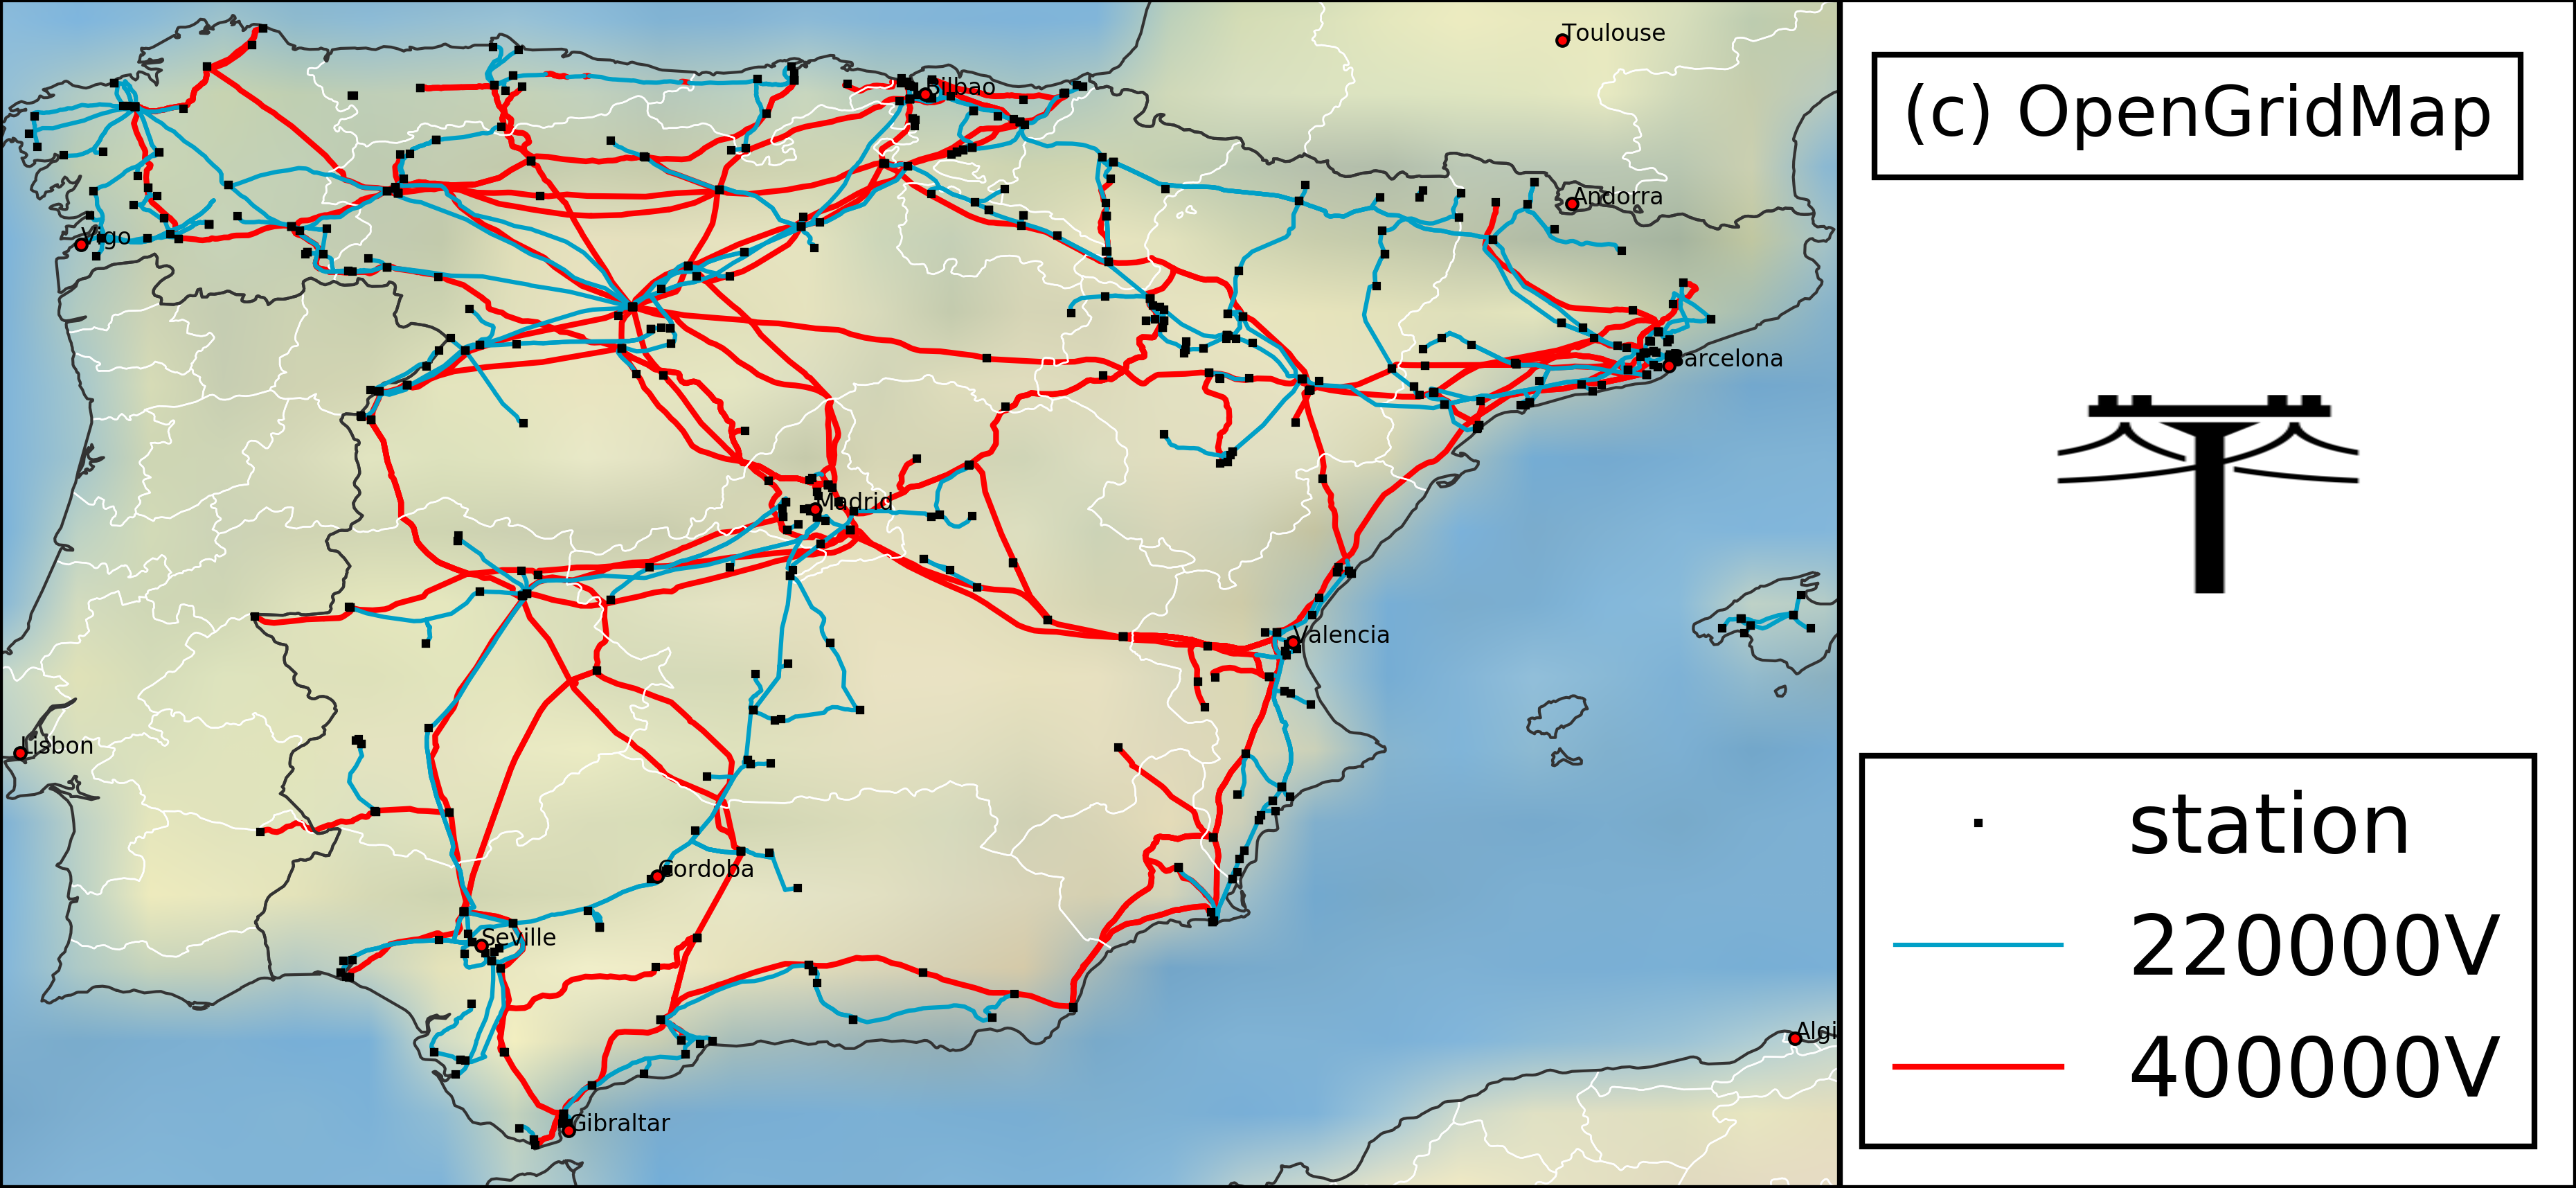 Toulouse
(c) OpenGridMap
Bilbao
Andorra
Vigo
Barcelona
Madrid
Valencia
Lisbon
station
Cordoba
220000V
Seville
Algi
400000V
Gibraltar